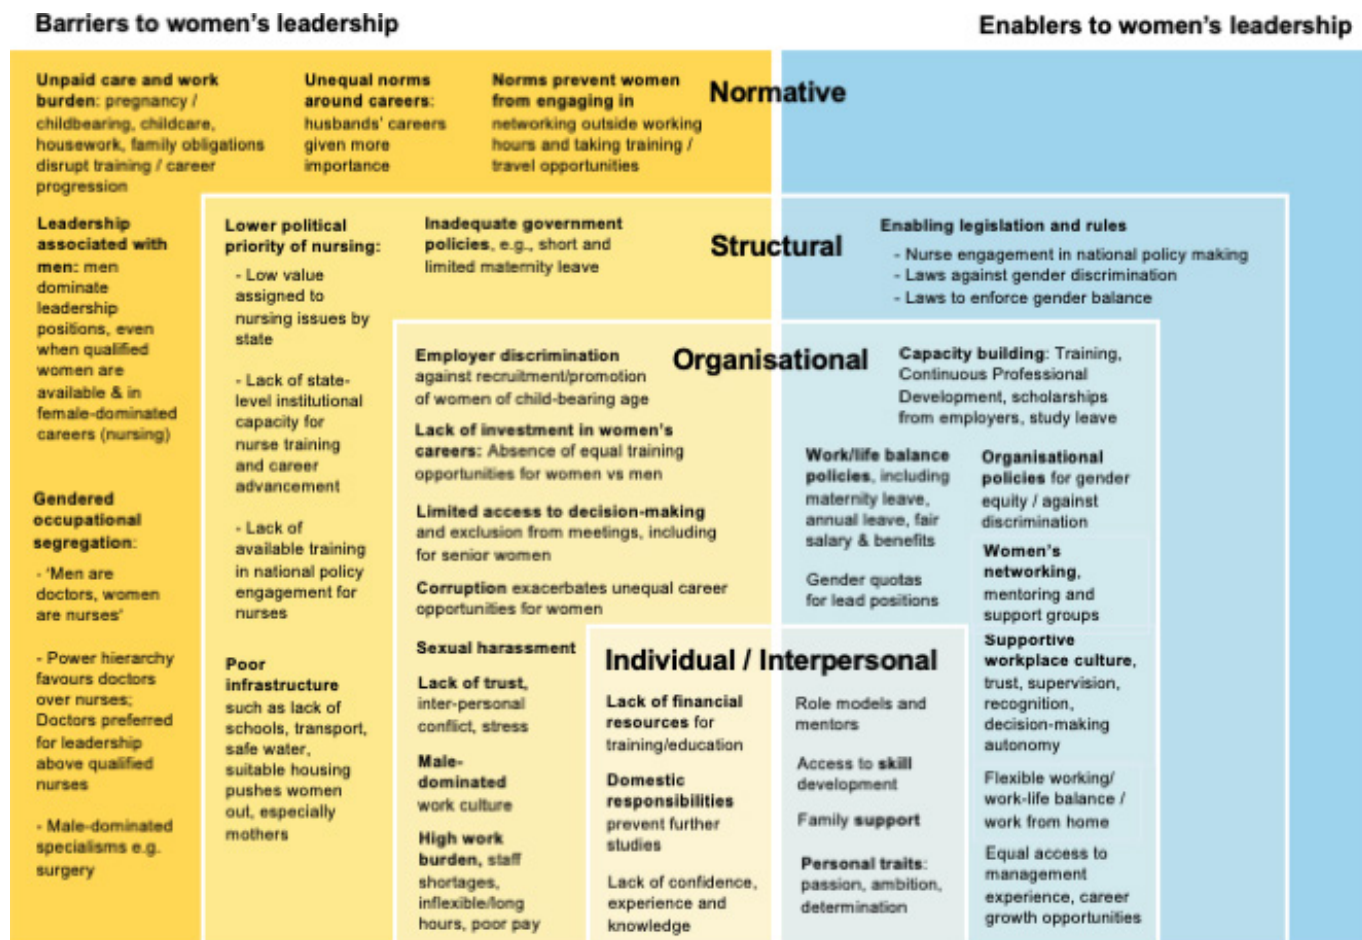 Barriers to women's leadership
Enablers to women's leadership
Normative
Unpaid care and work
burden: pregnancy /
childbearing, childcare,
housework, family obligations
disrupt training / career
progression
Unequal norms
around careers:
husbands' careers
given more
importance
Norms prevent women
from engaging in
networking outside working
hours and taking training /
travel opportunities
Leadership
associated with
men: men
dominate
leadership
positions, even
when qualified
women are
available & in
female-dominated
careers (nursing)
Gendered
occupational
segregation:
- 'Men are
doctors, women
are nurses'
- Power hierarchy
favours doctors
over nurses;
Doctors preferred
for leadership
above qualified
nurses
- Male-dominated
specialisms e.g.
surgery
Structural
Lower political
priority of nursing:
- Low value
assigned to
nursing issues by
state
- Lack of state-
level institutional
capacity for
nurse training
and career
advancement
- Lack of
available training
in national policy
engagement for
nurses
Poor
infrastructure
such as lack of
schools, transport,
safe water,
suitable housing
pushes women
out, especially
mothers
Inadequate government
policies, e.g., short and
limited maternity leave
Enabling legislation and rules
- Nurse engagement in national policy making
- Laws against gender discrimination
- Laws to enforce gender balance
Organisational
Employer discrimination
against recruitment/promotion
of women of child-bearing age
Lack of investment in women's
careers: Absence of equal training
opportunities for women vs men
Limited access to decision-making
and exclusion from meetings, including
for senior women
Corruption exacerbates unequal career
opportunities for women
Sexual harassment
Lack of trust,
inter-personal
conflict, stress
Male-
dominated
work culture
High work
burden, staff
shortages,
inflexible/long
hours, poor pay
Capacity building: Training,
Continuous Professional
Development, scholarships
from employers, study leave
Work/life balance
policies, including
maternity leave,
annual leave, fair
salary & benefits
Gender quotas
for lead positions
Organisational
policies for gender
equity / against
discrimination
Women's
networking,
mentoring and
support groups
Supportive
workplace culture,
trust, supervision,
recognition,
decision-making
autonomy
Flexible working/
work-life balance /
work from home
Equal access to
management
experience, career
growth opportunities
Individual / Interpersonal
Lack of financial
resources for
training/education
Domestic
responsibilities
prevent further
studies
Lack of confidence,
experience and
knowledge
Role models and
mentors
Access to skill
development
Family support
Personal traits:
passion, ambition,
determination